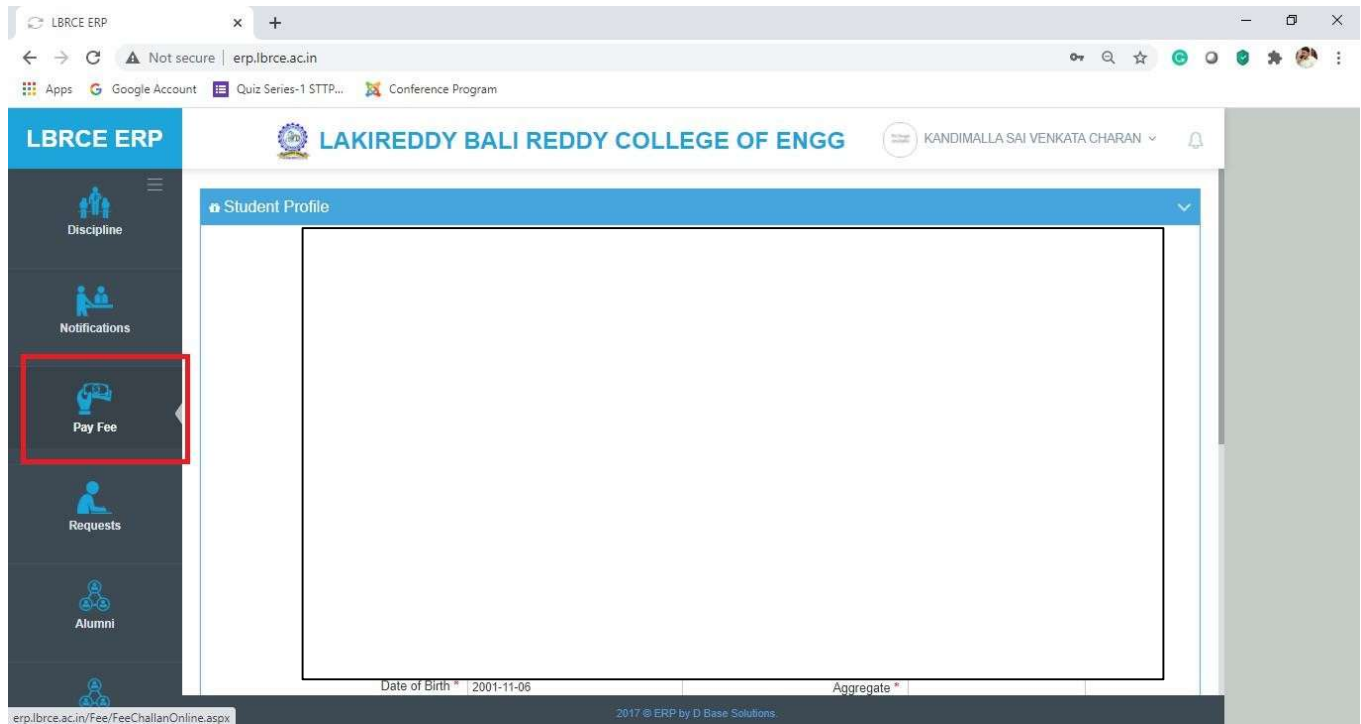 LBRCE ERP
Not secure | erp.lbrce.ac.in
Apps Google Account Quiz Series-1 STTP... Conference Program
LBRCE ERP
LAKIREDDY BALI REDDY COLLEGE OF ENGG
KANDIMALLA SAI VENKATA CHARAN
Student Profile
Discipline
Notifications
Pay Fee
Requests
Alumni
Date of Birth * 2001-11-06 Aggregate *
2017 © ERP by D Base Solutions.
erp.lbrce.ac.in/Fee/FeeChallanOnline.aspx